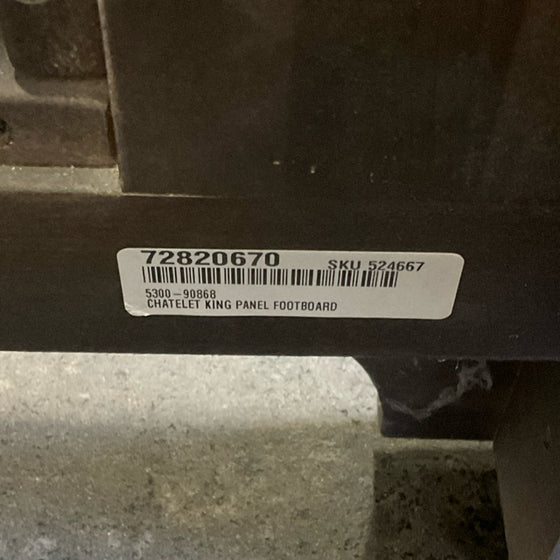 72820670 SKU 524667
5300-90868
CHATELET KING PANEL FOOTBOARD